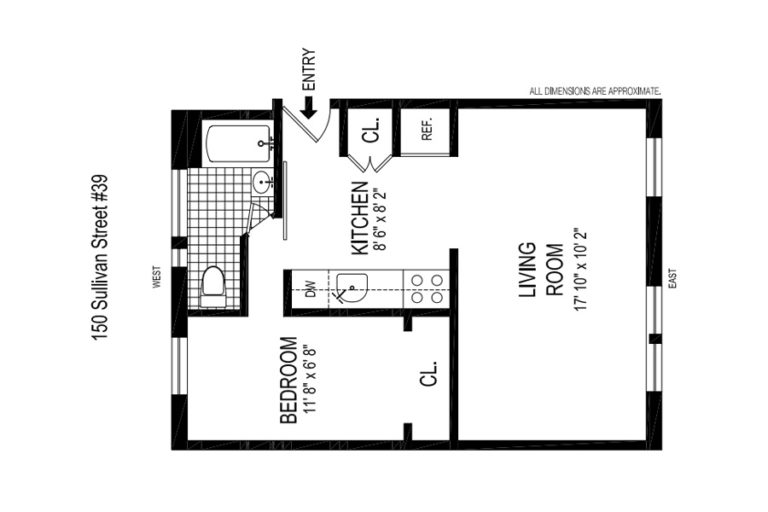 150 Sullivan Street #39
ENTRY
ALL DIMENSIONS ARE APPROXIMATE.
CL.
REF.
KITCHEN
8' 6" x 8' 2"
LIVING
ROOM
17' 10" x 10' 2"
WEST
EAST
DW
BEDROOM
11' 8" x 6' 8"
CL.